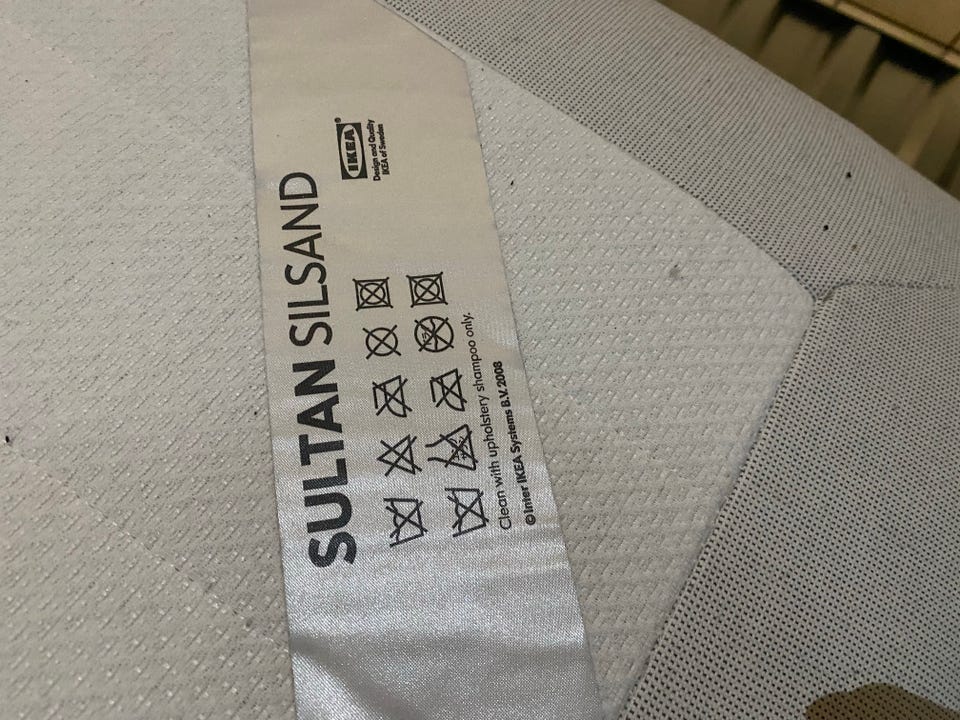 SULTAN SILSAND
IKEA®
Design and Quality
IKEA of Sweden
Clean with upholstery shampoo only.
© Inter IKEA Systems B.V. 2008